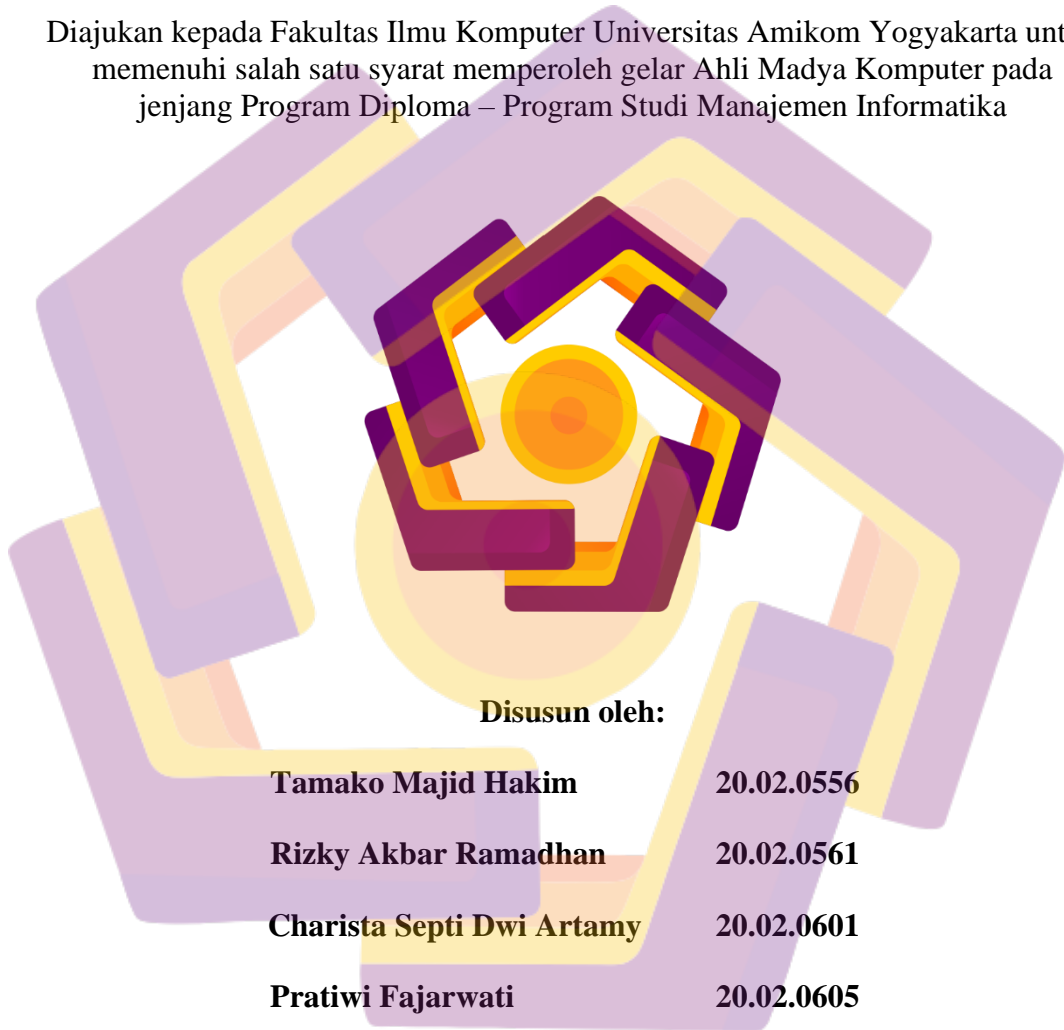 Diajukan kepada Fakultas Ilmu Komputer Universitas Amikom Yogyakarta unt
memenuhi salah satu syarat memperoleh gelar Ahli Madya Komputer pada
jenjang Program Diploma – Program Studi Manajemen Informatika
Disusun oleh:
Tamako Majid Hakim 20.02.0556
Rizky Akbar Ramadhan 20.02.0561
Charista Septi Dwi Artamy 20.02.0601
Pratiwi Fajarwati 20.02.0605